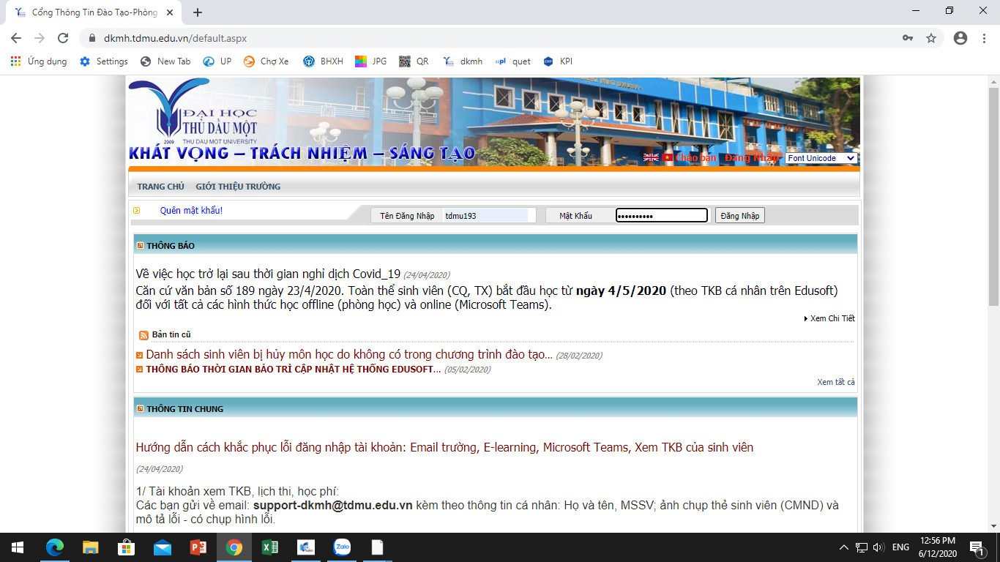 Cổng Thông Tin Đào Tạo-Phòng
dkmh.tdmu.edu.vn/default.aspx
Ứng dụng Settings New Tab UP Chợ Xe BHXH JPG QR dkmh quet KPI
ĐẠI HỌC
THỦ DẦU MỘT
2009 THU DAU MOT UNIVERSITY
KHÁT VỌNG – TRÁCH NHIỆM – SÁNG TẠO
Chào bạn Đăng Nhập Font Unicode
TRANG CHỦ GIỚI THIỆU TRƯỜNG
Quên mật khẩu! Tên Đăng Nhập tdmu193 Mật Khẩu •••••••••• Đăng Nhập
THÔNG BÁO
Về việc học trở lại sau thời gian nghỉ dịch Covid_19 (24/04/2020)
Căn cứ văn bản số 189 ngày 23/4/2020. Toàn thể sinh viên (CQ, TX) bắt đầu học từ ngày 4/5/2020 (theo TKB cá nhân trên Edusoft)
đối với tất cả các hình thức học offline (phòng học) và online (Microsoft Teams).
Xem Chi Tiết
Bản tin cũ
Danh sách sinh viên bị hủy môn học do không có trong chương trình đào tạo... (28/02/2020)
THÔNG BÁO THỜI GIAN BẢO TRÌ CẬP NHẬT HỆ THỐNG EDUSOFT... (05/02/2020)
Xem tất cả
THÔNG TIN CHUNG
Hướng dẫn cách khắc phục lỗi đăng nhập tài khoản: Email trường, E-learning, Microsoft Teams, Xem TKB của sinh viên
(24/04/2020)
1/ Tài khoản xem TKB, lịch thi, học phí:
Các bạn gửi về email: support-dkmh@tdmu.edu.vn kèm theo thông tin cá nhân: Họ và tên, MSSV; ảnh chụp thẻ sinh viên (CMND) và
mô tả lỗi - có chụp hình lỗi.
Zalo
ENG
12:56 PM
6/12/2020
1